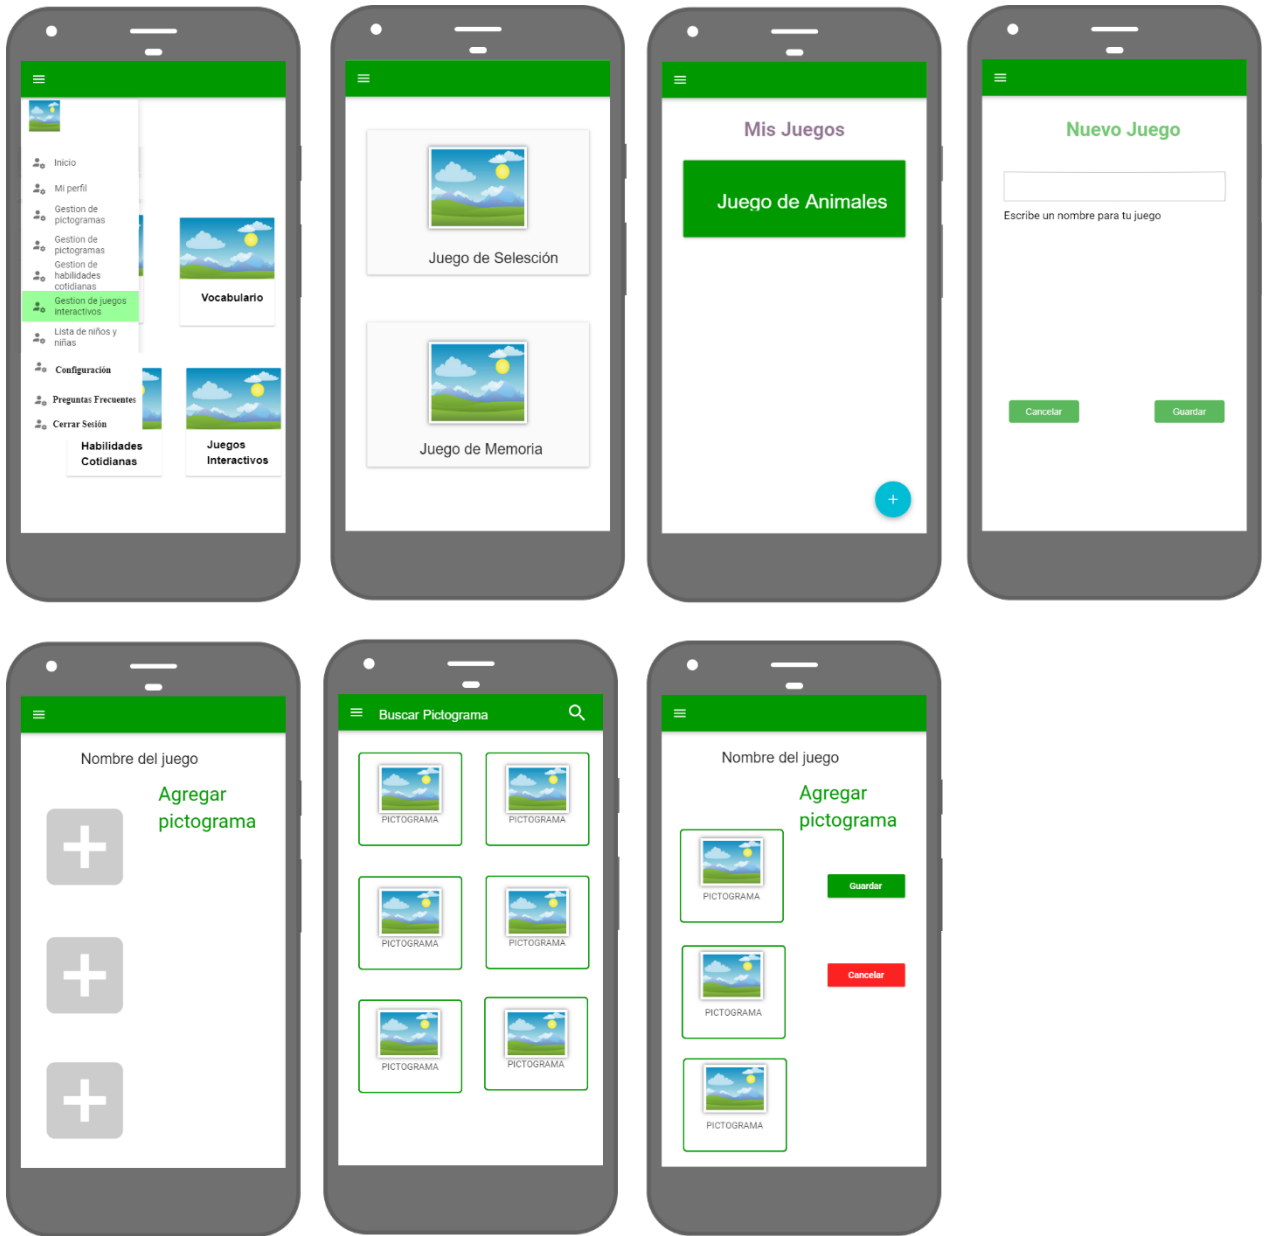 Inicio
Mi perfil
Gestion de
pictogramas
Gestion de
pictogramas
Gestion de
habilidades
cotidianas
Gestion de juegos
interactivos
Lista de niños y
niñas
Configuración
Preguntas Frecuentes
Cerrar Sesión
Vocabulario
Habilidades
Cotidianas
Juegos
Interactivos
Juego de Selesción
Juego de Memoria
Mis Juegos
Juego de Animales
Nuevo Juego
Escribe un nombre para tu juego
Cancelar
Guardar
Nombre del juego
Agregar
pictograma
Buscar Pictograma
PICTOGRAMA
PICTOGRAMA
PICTOGRAMA
PICTOGRAMA
PICTOGRAMA
PICTOGRAMA
Nombre del juego
Agregar
pictograma
PICTOGRAMA
Guardar
PICTOGRAMA
Cancelar
PICTOGRAMA